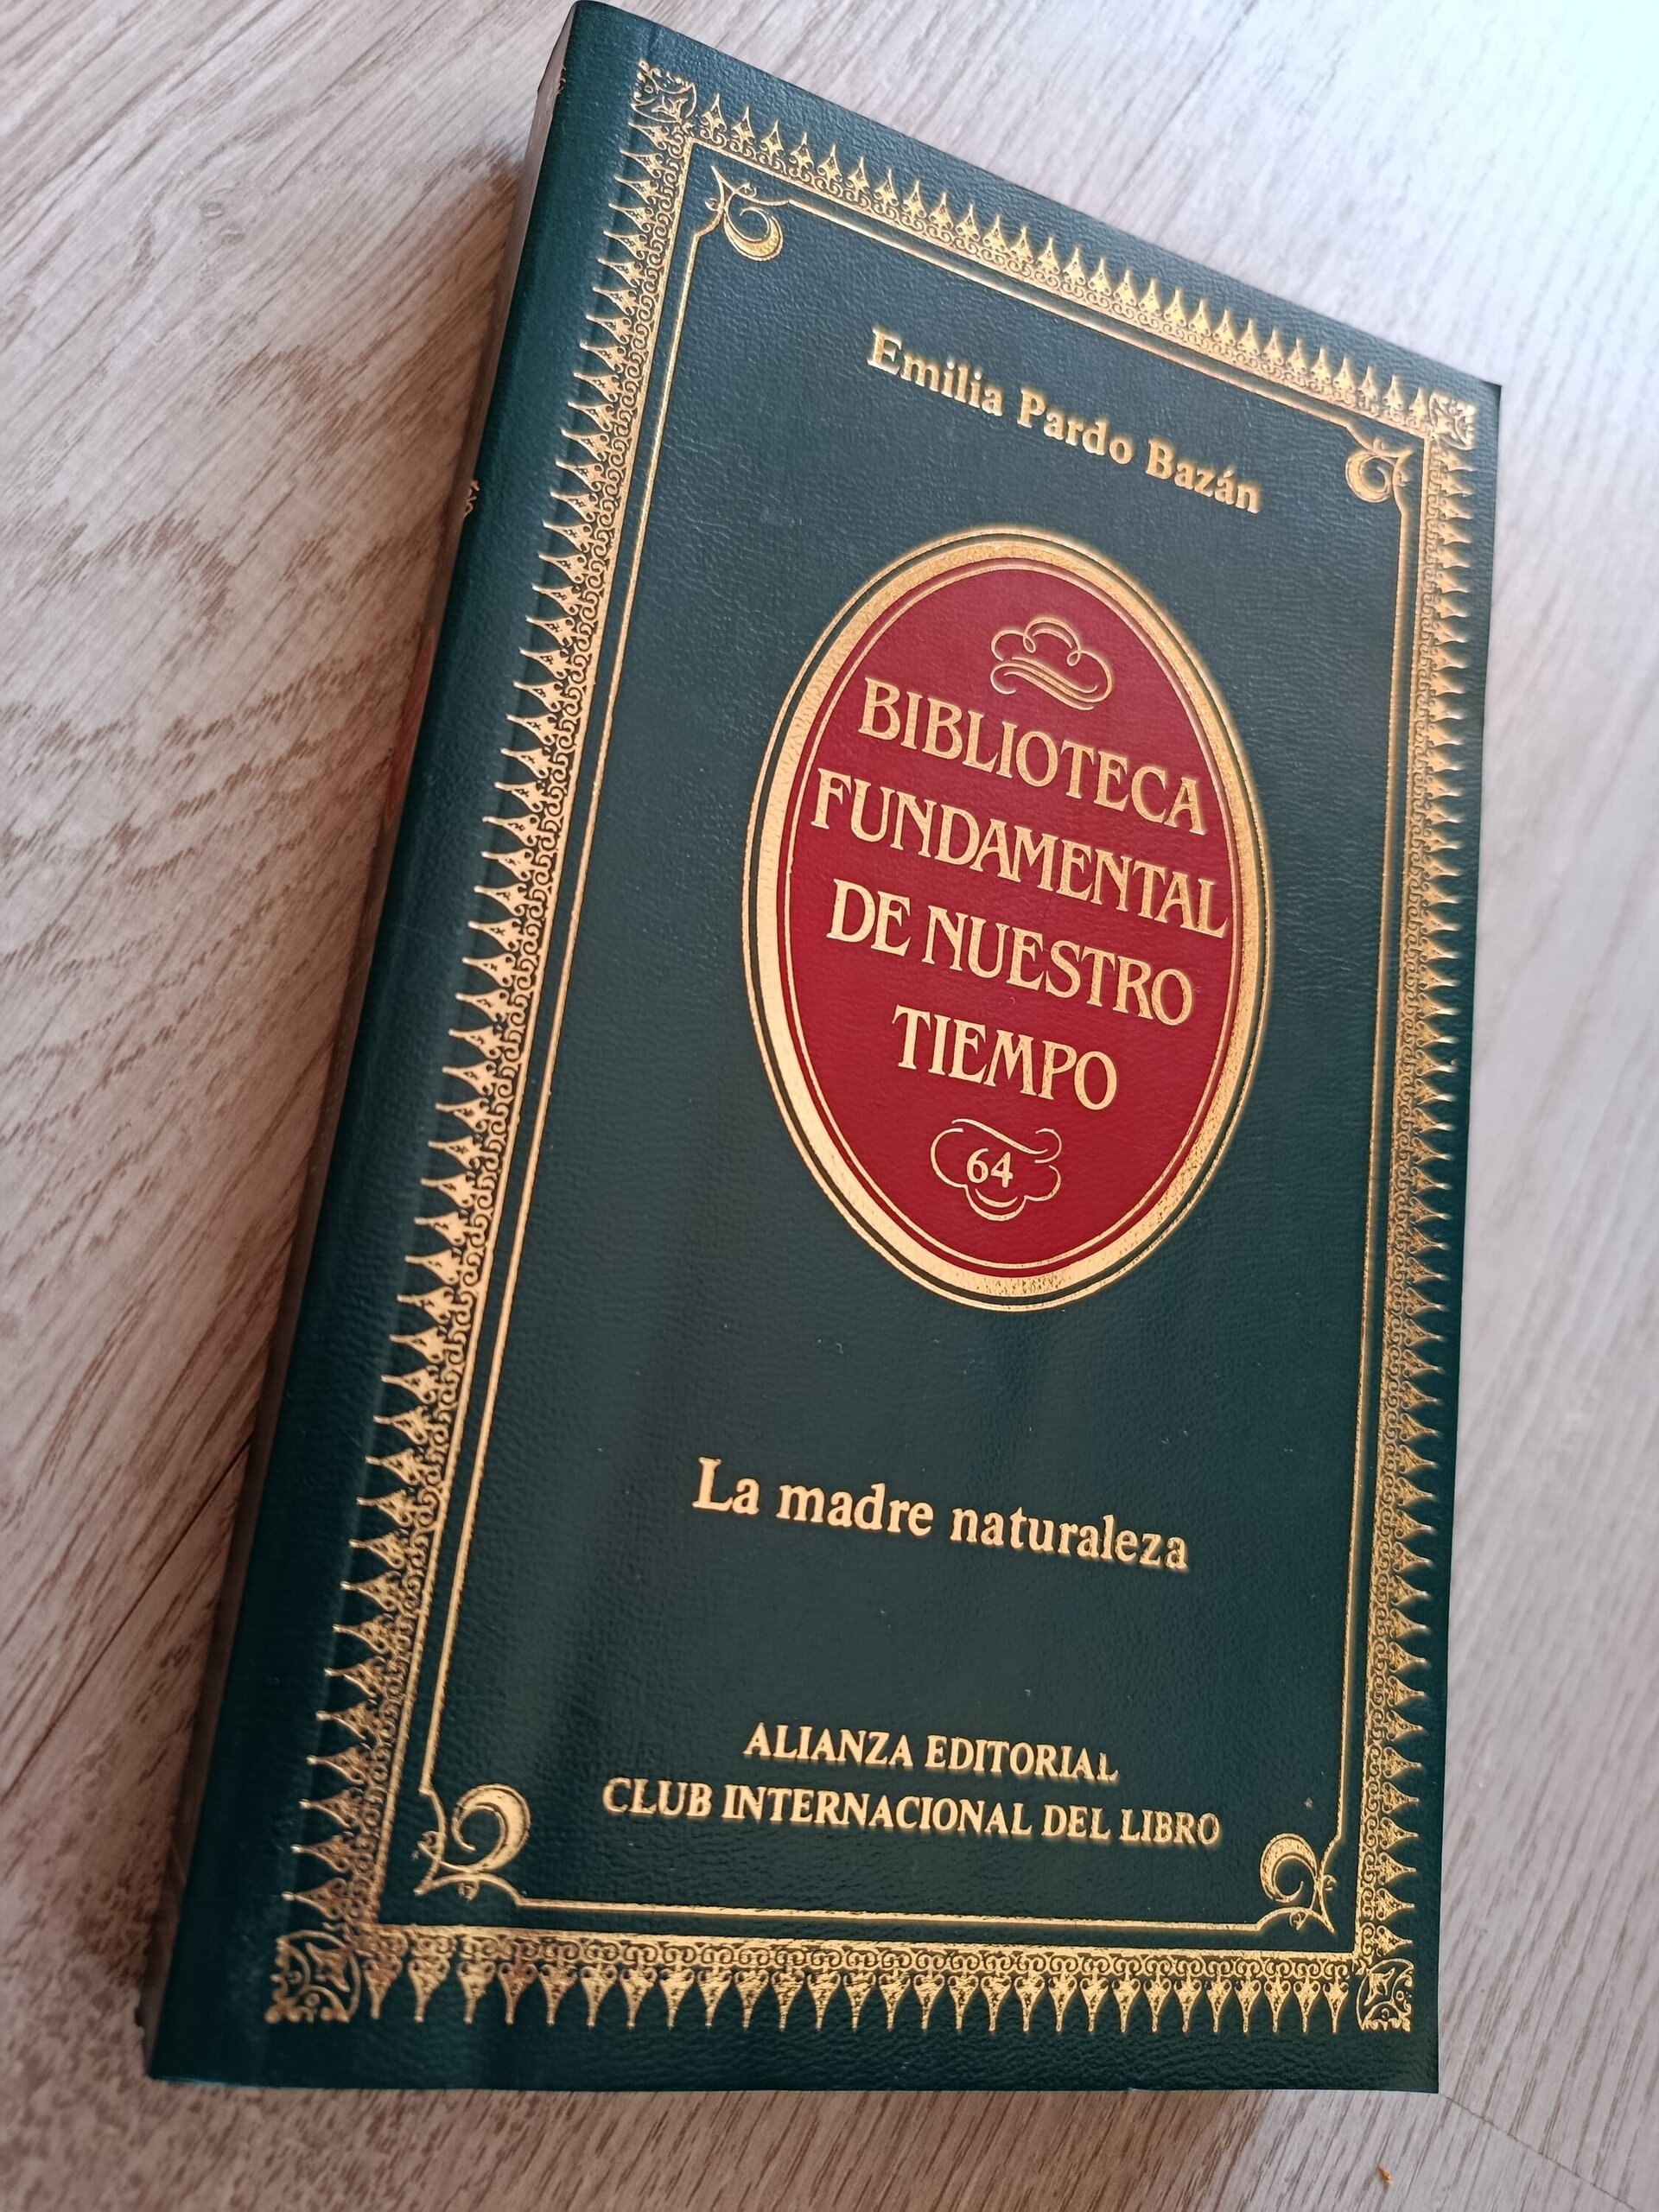 Emilia Pardo Bazán
BIBLIOTECA
FUNDAMENTAL
DE NUESTRO
TIEMPO
64
La madre naturaleza
ALIANZA EDITORIAL
CLUB INTERNACIONAL DEL LIBRO